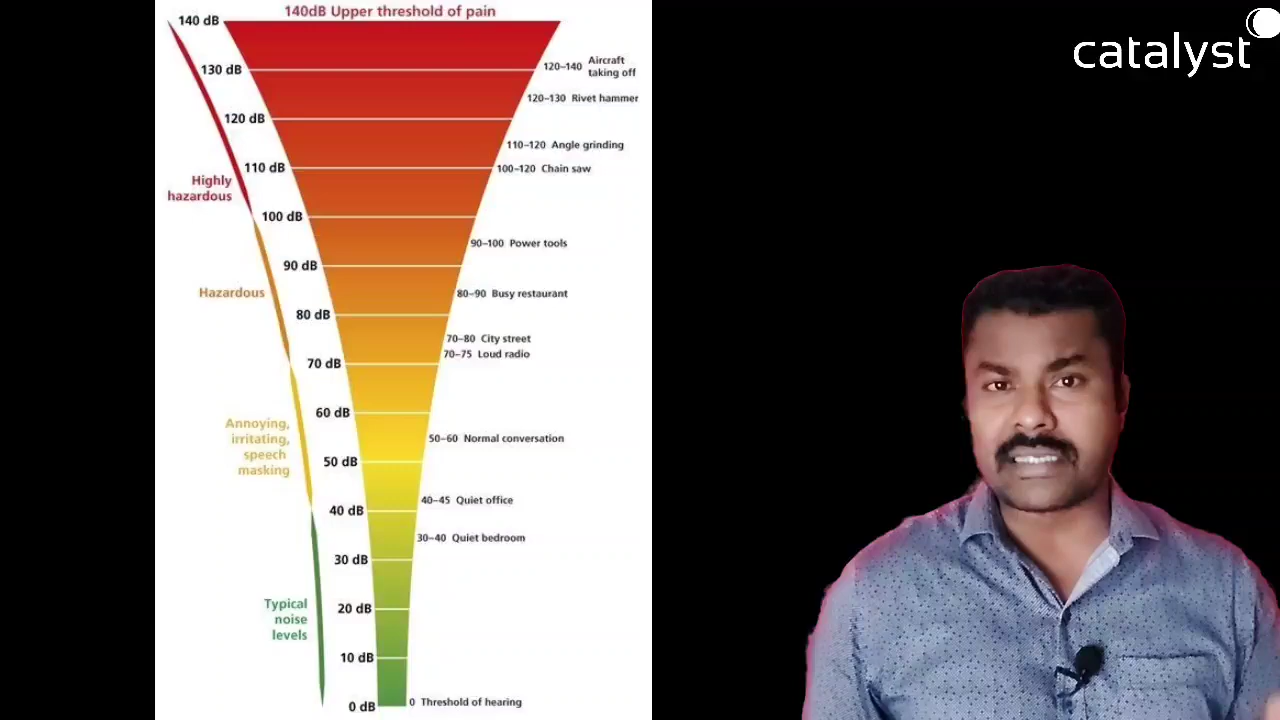 140dB Upper threshold of pain
140 dB
130 dB
120 dB
110 dB
100 dB
90 dB
80 dB
70 dB
60 dB
50 dB
40 dB
30 dB
20 dB
10 dB
0 dB
Highly
hazardous
Hazardous
Annoying,
irritating,
speech
masking
Typical
noise
levels
120–140 Aircraft
taking off
120–130 Rivet hammer
110–120 Angle grinding
100–120 Chain saw
90–100 Power tools
80–90 Busy restaurant
70–80 City street
70–75 Loud radio
50–60 Normal conversation
40–45 Quiet office
30–40 Quiet bedroom
0 Threshold of hearing
catalyst